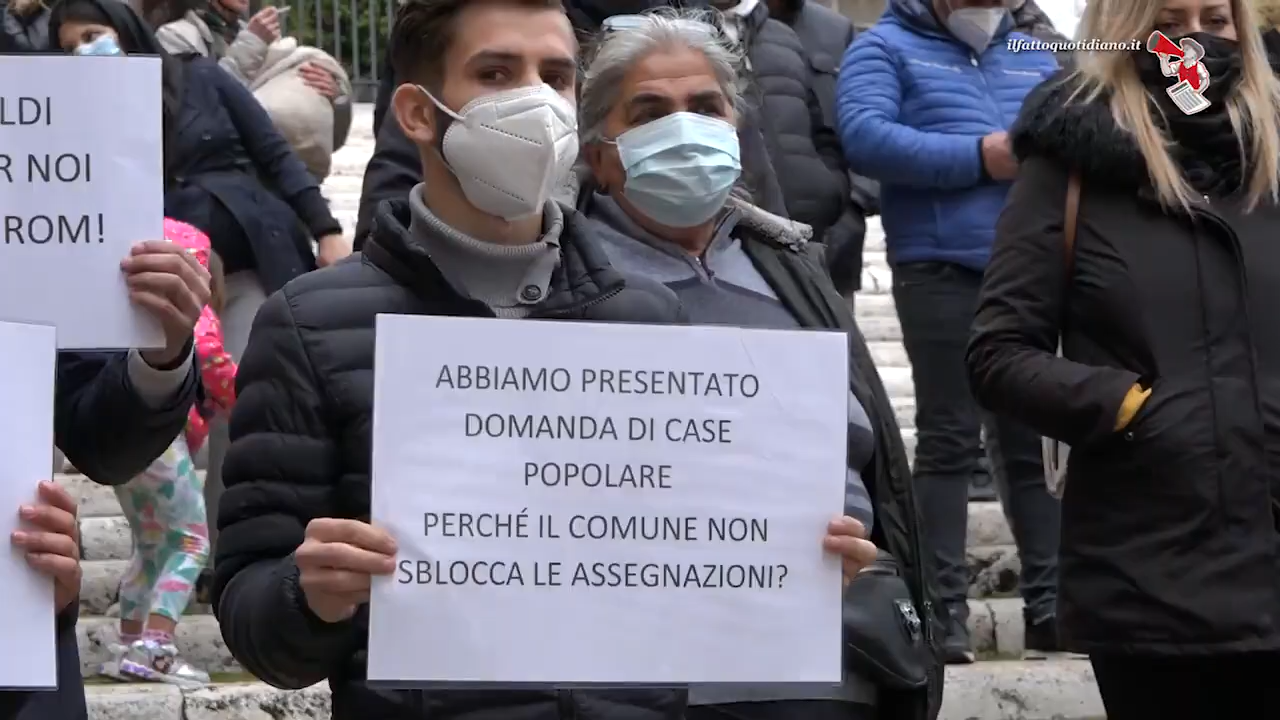 ilfattoquotidiano.it
LDI
R NOI
ROM!
ABBIAMO PRESENTATO
DOMANDA DI CASE
POPOLARE
PERCHÉ IL COMUNE NON
SBLOCCA LE ASSEGNAZIONI?